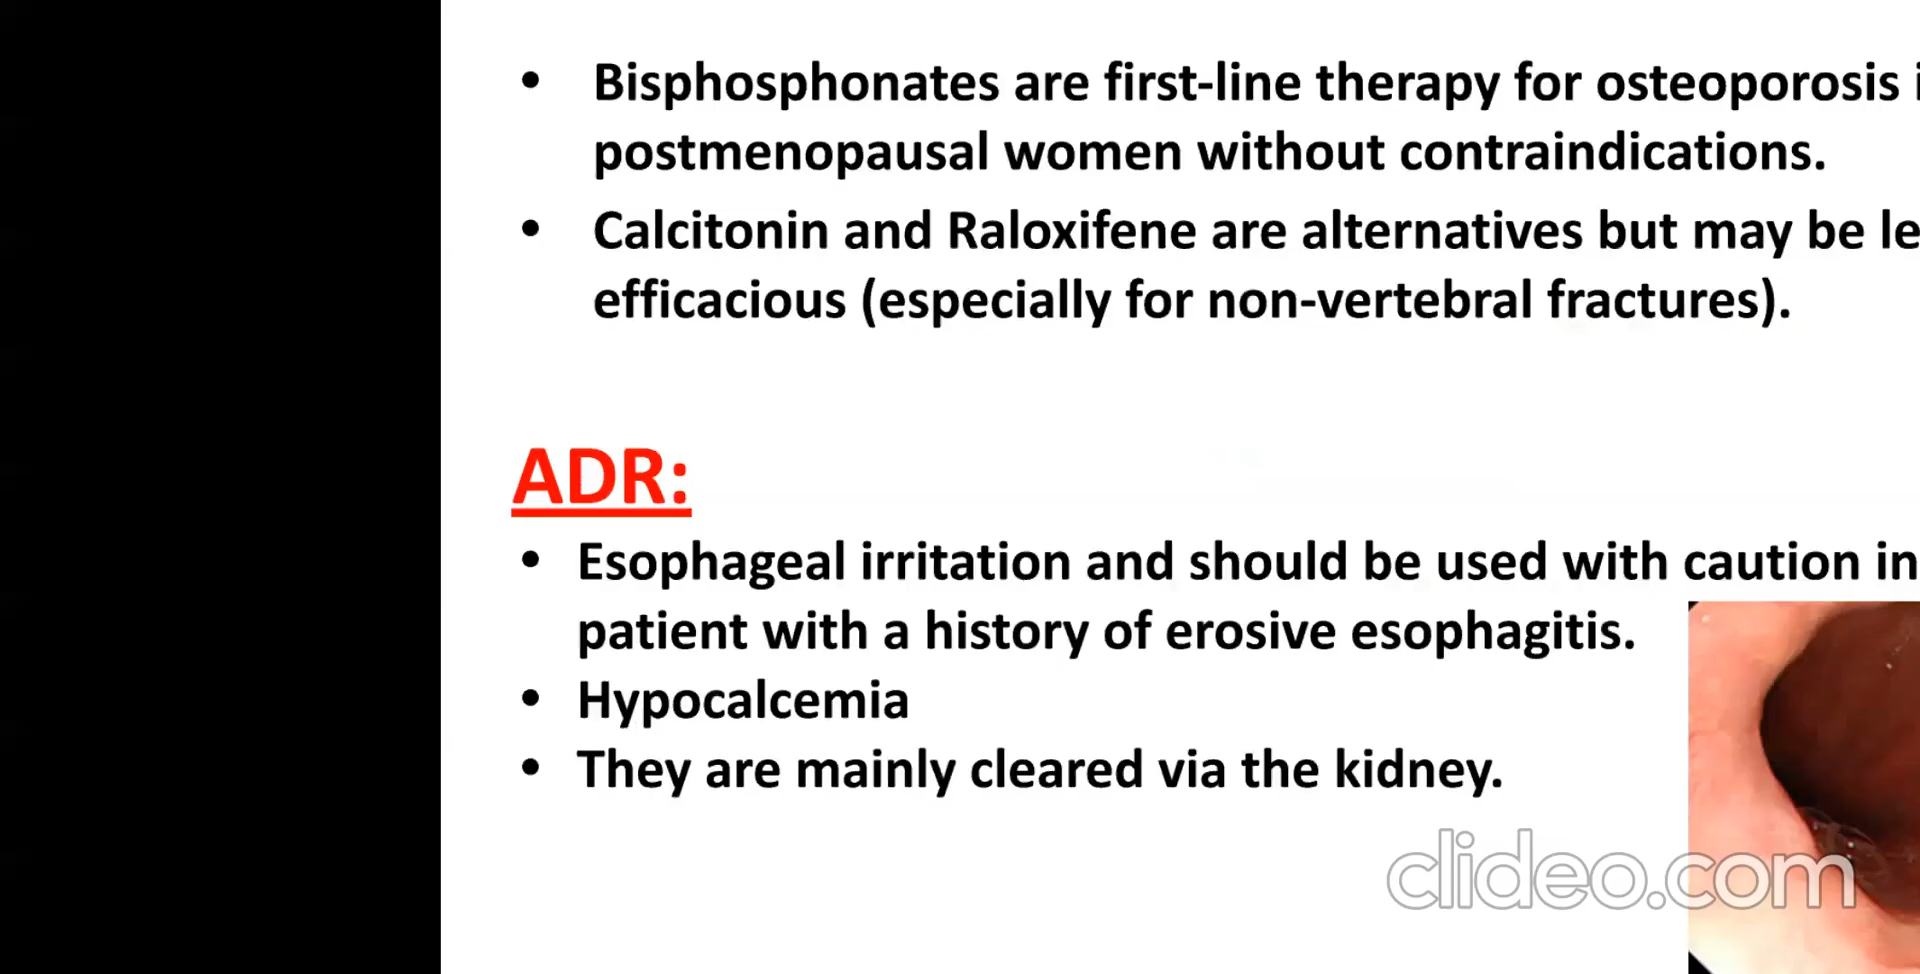 • Bisphosphonates are first-line therapy for osteoporosis
postmenopausal women without contraindications.
• Calcitonin and Raloxifene are alternatives but may be
efficacious (especially for non-vertebral fractures).
ADR:
• Esophageal irritation and should be used with caution in
patient with a history of erosive esophagitis.
• Hypocalcemia
• They are mainly cleared via the kidney.
clideo.com